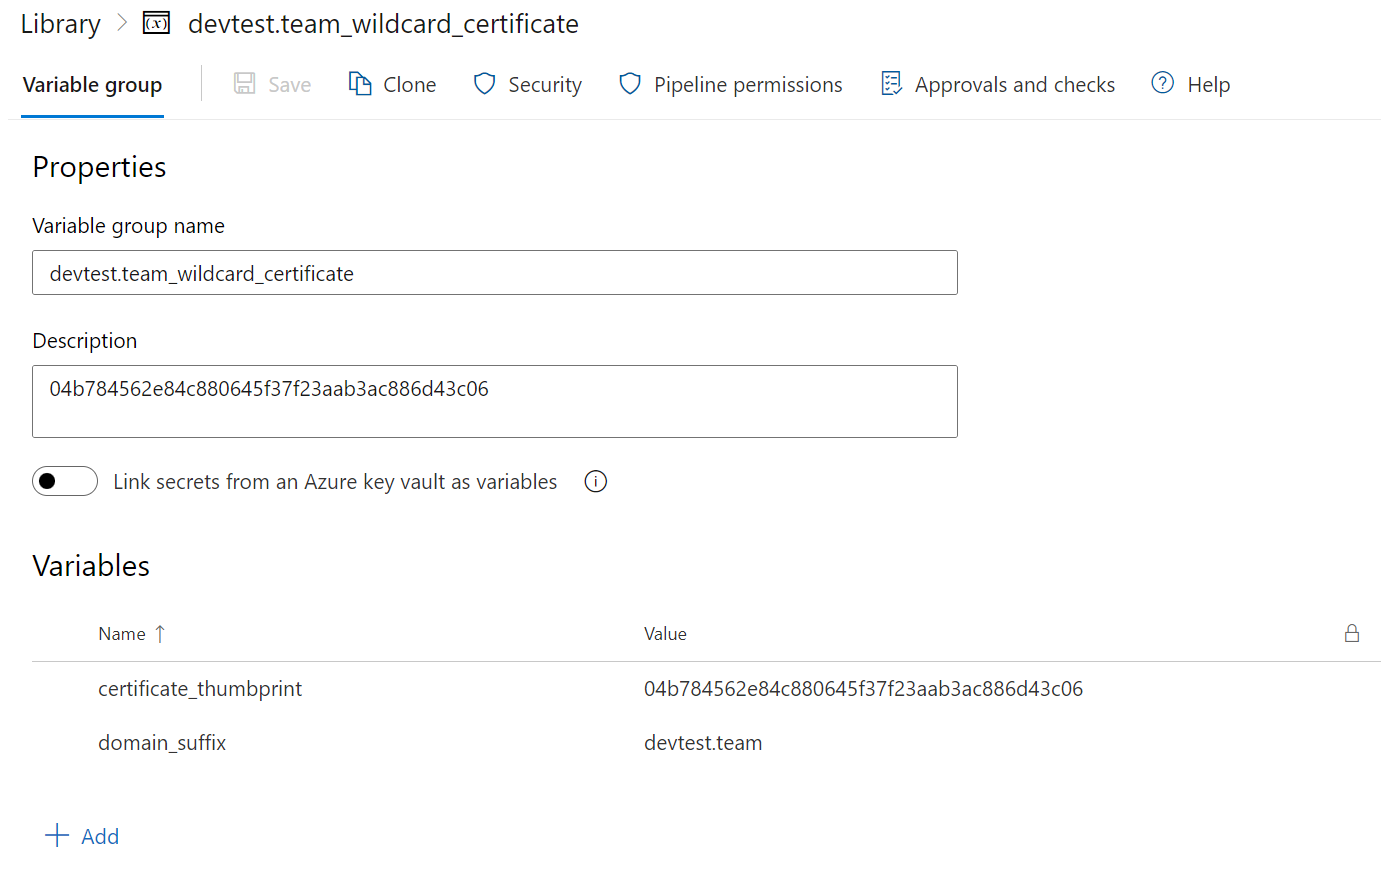 Library > (x) devtest.team_wildcard_certificate
Variable group Save Clone Security Pipeline permissions Approvals and checks ? Help
Properties
Variable group name
devtest.team_wildcard_certificate
Description
04b784562e84c880645f37f23aab3ac886d43c06
Link secrets from an Azure key vault as variables i
Variables
Name ↑ Value
certificate_thumbprint 04b784562e84c880645f37f23aab3ac886d43c06
domain_suffix devtest.team
+ Add